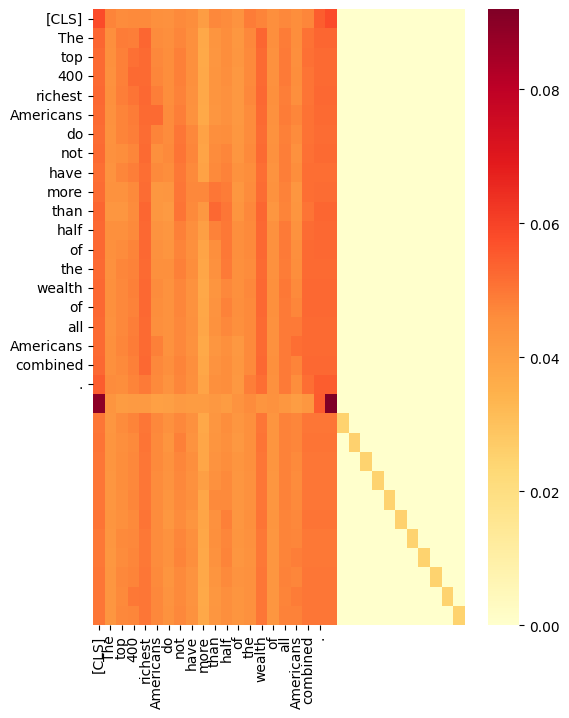 [CLS]
The
top
400
richest
Americans
do
not
have
more
than
half
of
the
wealth
of
all
Americans
combined
.
0.08
0.06
0.04
0.02
0.00
[CLS]
The
top
400
richest
Americans
do
not
have
more
than
half
of
the
wealth
of
all
Americans
combined
.